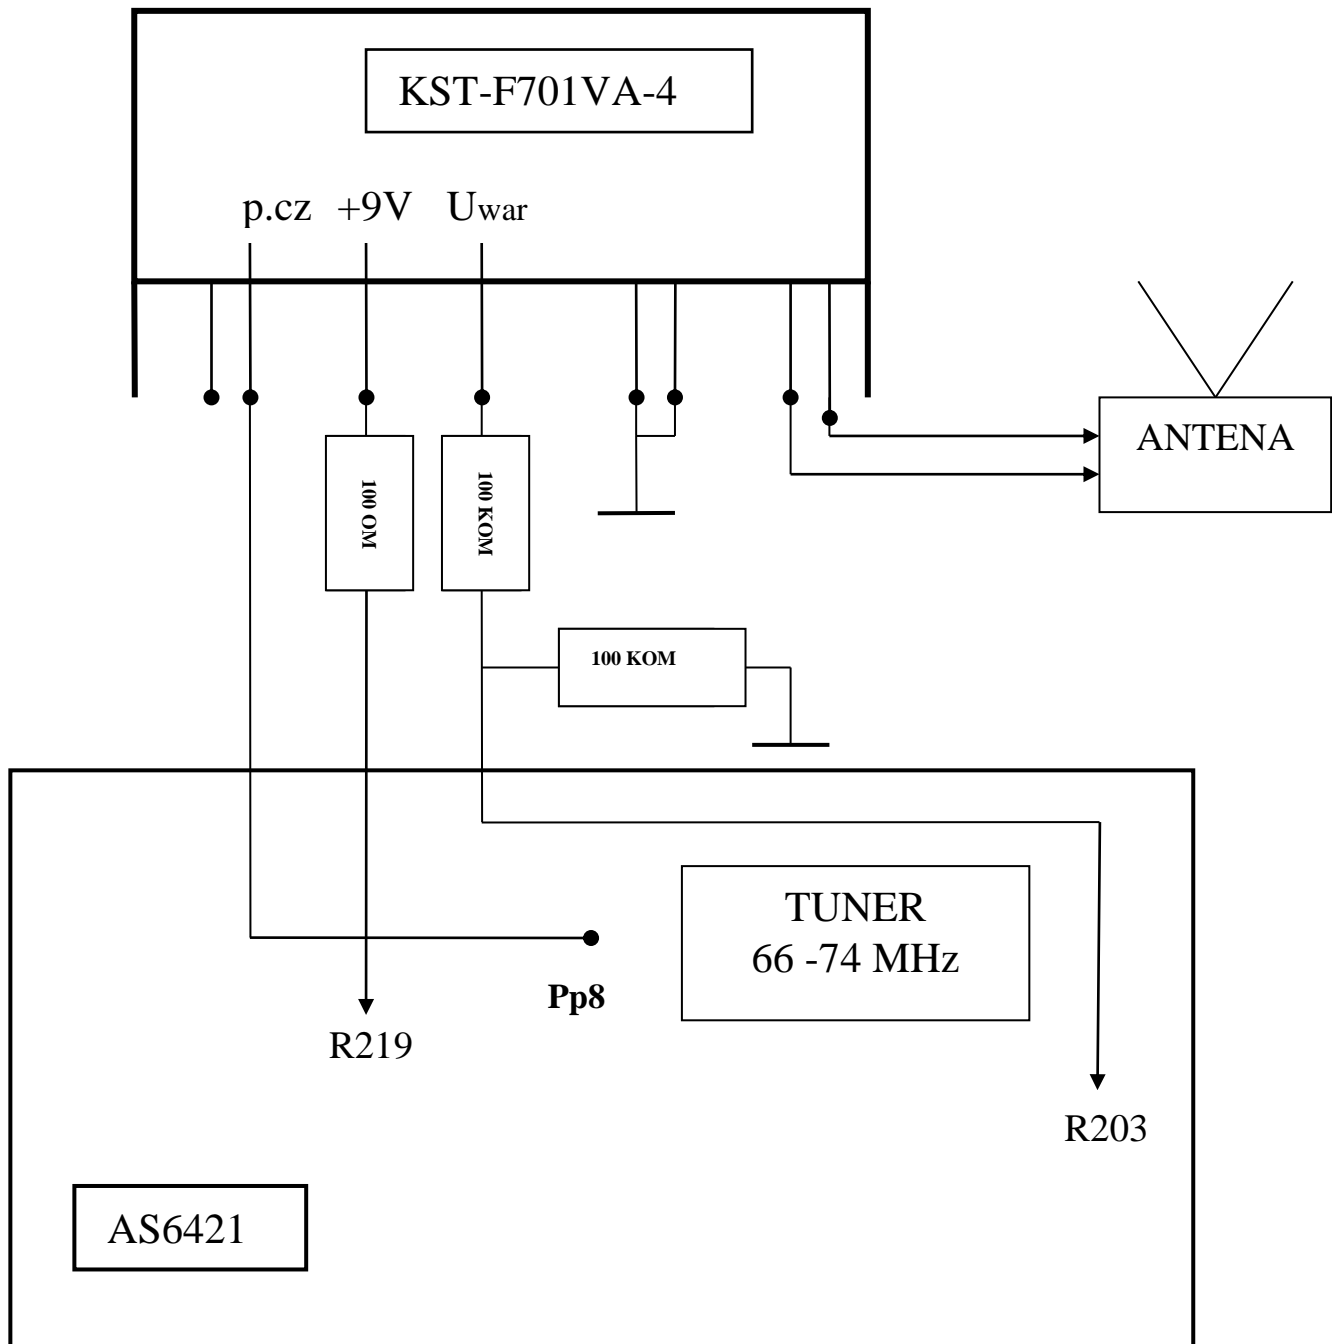 KST-F701VA-4
p.cz +9V Uwar
ANTENA
100 OM
100 KOM
100 KOM
TUNER
66 -74 MHz
Pp8
R219
R203
AS6421